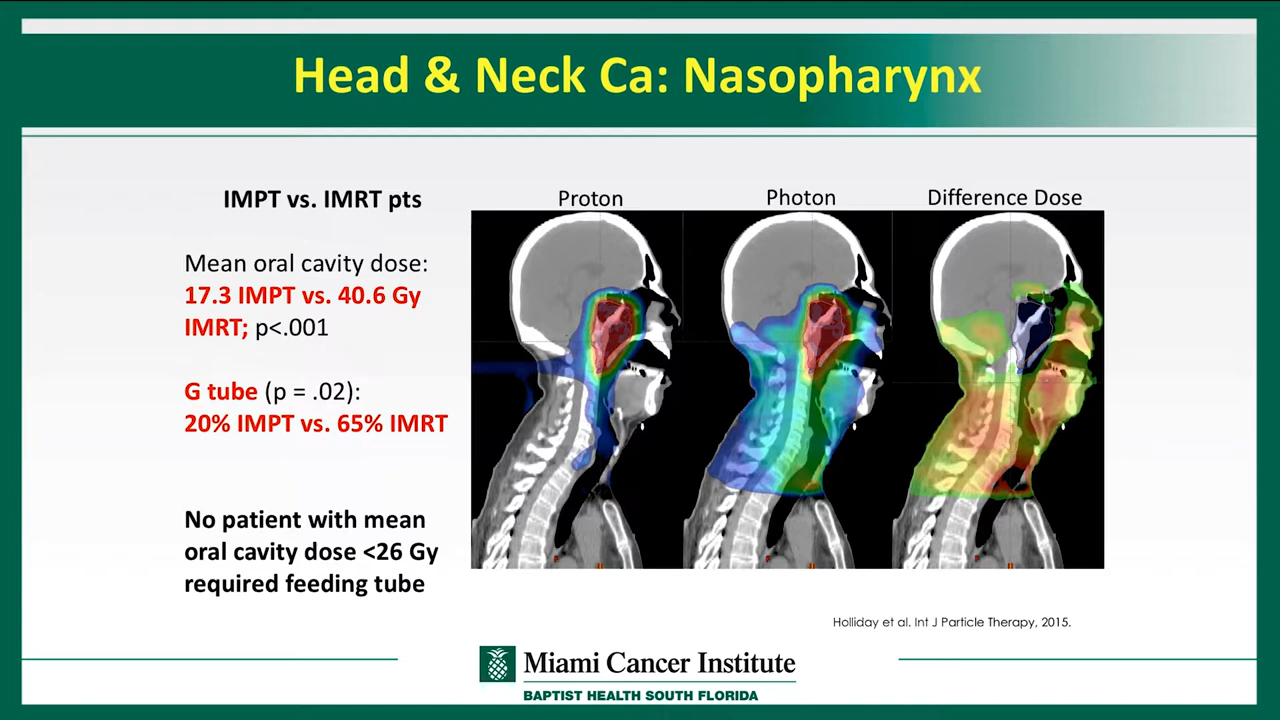 Head & Neck Ca: Nasopharynx
IMPT vs. IMRT pts
Mean oral cavity dose:
17.3 IMPT vs. 40.6 Gy
IMRT; p<.001
G tube (p = .02):
20% IMPT vs. 65% IMRT
No patient with mean
oral cavity dose <26 Gy
required feeding tube
Proton
Photon
Difference Dose
Holliday et al. Int J Particle Therapy, 2015.
Miami Cancer Institute
BAPTIST HEALTH SOUTH FLORIDA